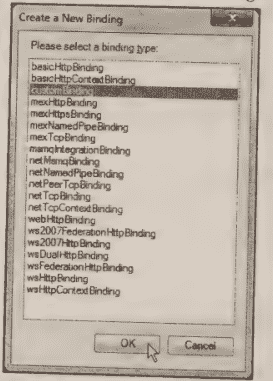 Create a New Binding
Please select a binding type:
basicHttpBinding
basicHttpContextBinding
customBinding
mexHttpBinding
mexHttpsBinding
mexNamedPipeBinding
mexTcpBinding
msmqIntegrationBinding
netMsmqBinding
netNamedPipeBinding
netPeerTcpBinding
netTcpBinding
netTcpContextBinding
webHttpBinding
ws2007FederationHttpBinding
ws2007HttpBinding
wsDualHttpBinding
wsFederationHttpBinding
wsHttpBinding
wsHttpContextBinding
OK Cancel